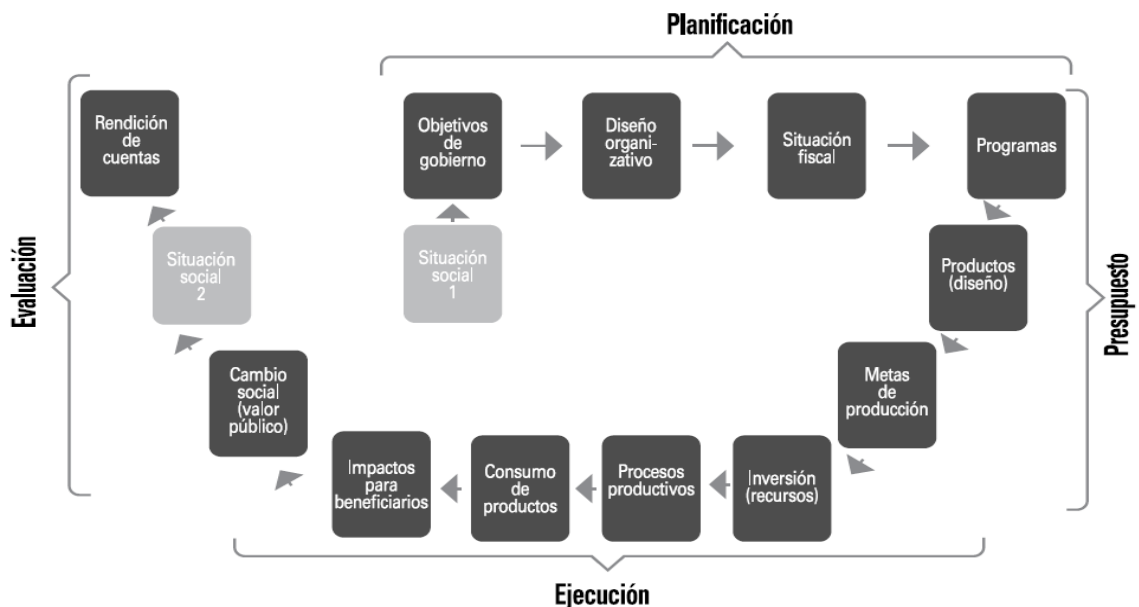 Planificación
Rendición
de
cuentas
Objetivos
de
gobierno
Diseño
organi-
zativo
Situación
fiscal
Programas
Evaluación
Situación
social
2
Situación
social
1
Productos
(diseño)
Presupuesto
Cambio
social
(valor
público)
Metas
de
producción
Impactos
para
beneficiarios
Consumo
de
productos
Procesos
productivos
Inversión
(recursos)
Ejecución